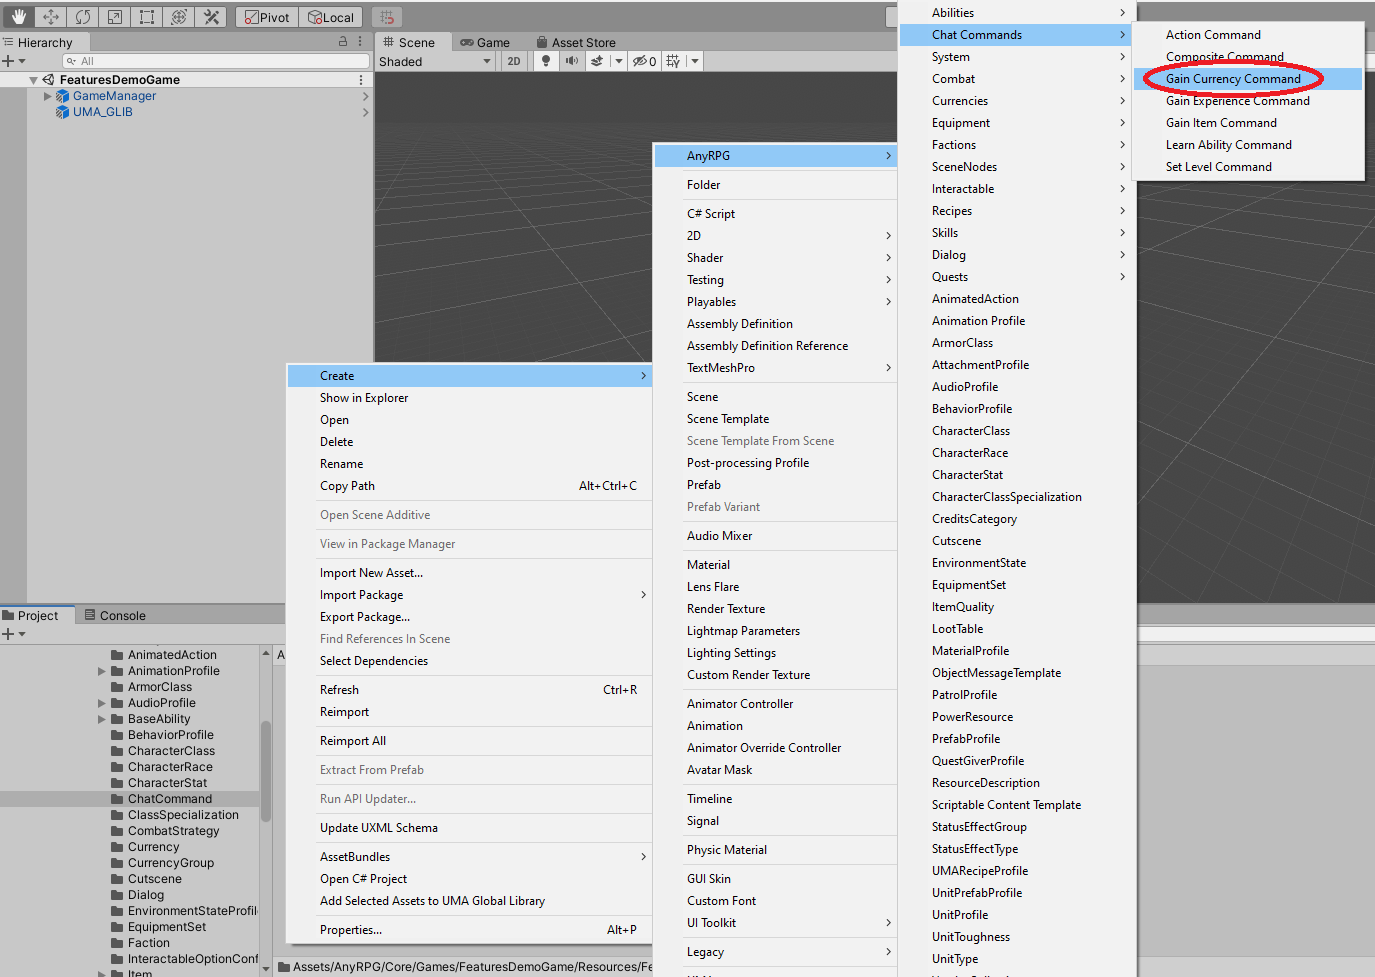 Pivot
Local
Hierarchy
All
FeaturesDemoGame
GameManager
UMA_GLIB
Scene
Game
Asset Store
Shaded
2D
0
Create
Show in Explorer
Open
Delete
Rename
Copy Path Alt+Ctrl+C
Open Scene Additive
View in Package Manager
Import New Asset...
Import Package
Export Package...
Find References In Scene
Select Dependencies
Refresh Ctrl+R
Reimport
Reimport All
Extract From Prefab
Run API Updater...
Update UXML Schema
AssetBundles
Open C# Project
Add Selected Assets to UMA Global Library
Properties... Alt+P
AnyRPG
Folder
C# Script
2D
Shader
Testing
Playables
Assembly Definition
Assembly Definition Reference
TextMeshPro
Scene
Scene Template
Scene Template From Scene
Post-processing Profile
Prefab
Prefab Variant
Audio Mixer
Material
Lens Flare
Render Texture
Lightmap Parameters
Lighting Settings
Custom Render Texture
Animator Controller
Animation
Animator Override Controller
Avatar Mask
Timeline
Signal
Physic Material
GUI Skin
Custom Font
UI Toolkit
Legacy
Abilities
Chat Commands
System
Combat
Currencies
Equipment
Factions
SceneNodes
Interactable
Recipes
Skills
Dialog
Quests
AnimatedAction
Animation Profile
ArmorClass
AttachmentProfile
AudioProfile
BehaviorProfile
CharacterClass
CharacterRace
CharacterStat
CharacterClassSpecialization
CreditsCategory
Cutscene
EnvironmentState
EquipmentSet
ItemQuality
LootTable
MaterialProfile
ObjectMessageTemplate
PatrolProfile
PowerResource
PrefabProfile
QuestGiverProfile
ResourceDescription
Scriptable Content Template
StatusEffectGroup
StatusEffectType
UMARecipeProfile
UnitPrefabProfile
UnitProfile
UnitToughness
UnitType
Action Command
Composite Command
Gain Currency Command
Gain Experience Command
Gain Item Command
Learn Ability Command
Set Level Command
Project
Console
AnimatedAction
AnimationProfile
ArmorClass
AudioProfile
BaseAbility
BehaviorProfile
CharacterClass
CharacterRace
CharacterStat
ChatCommand
ClassSpecialization
CombatStrategy
Currency
CurrencyGroup
Cutscene
Dialog
EnvironmentStateProfil
EquipmentSet
Faction
InteractableOptionConf
Item
A
Assets/AnyRPG/Core/Games/FeaturesDemoGame/Resources/Fe